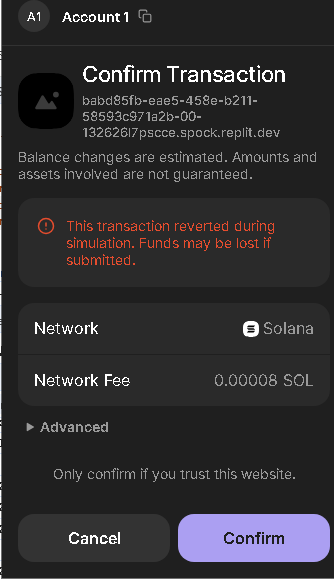 A1 Account 1
Confirm Transaction
babd85fb-eae5-458e-b211-
58593c971a2b-00-
132626l7pscce.spock.replit.dev
Balance changes are estimated. Amounts and
assets involved are not guaranteed.
This transaction reverted during
simulation. Funds may be lost if
submitted.
Network Solana
Network Fee 0.00008 SOL
Advanced
Only confirm if you trust this website.
Cancel Confirm